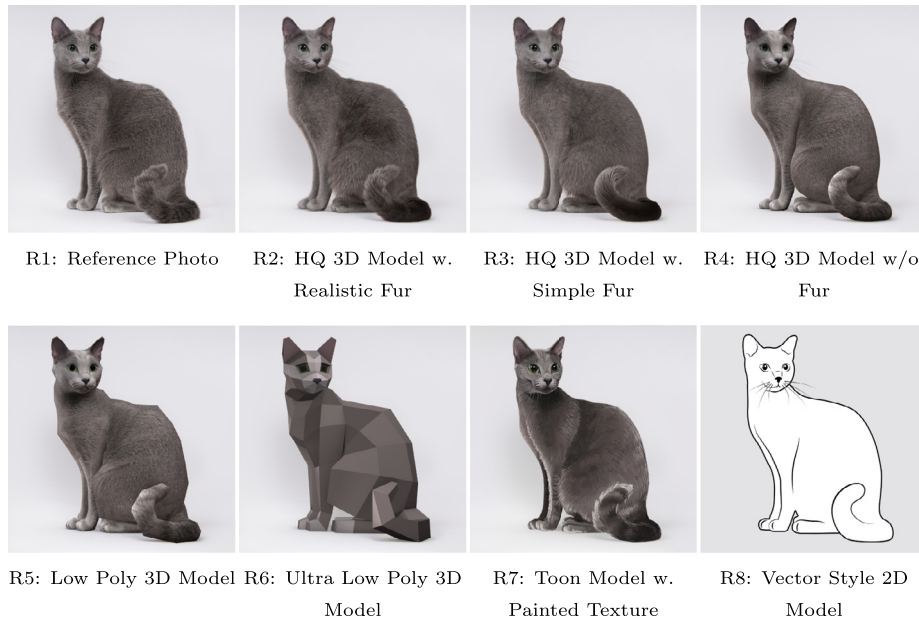 R1: Reference Photo
R2: HQ 3D Model w.
Realistic Fur
R3: HQ 3D Model w.
Simple Fur
R4: HQ 3D Model w/o
Fur
R5: Low Poly 3D Model
R6: Ultra Low Poly 3D
Model
R7: Toon Model w.
Painted Texture
R8: Vector Style 2D
Model